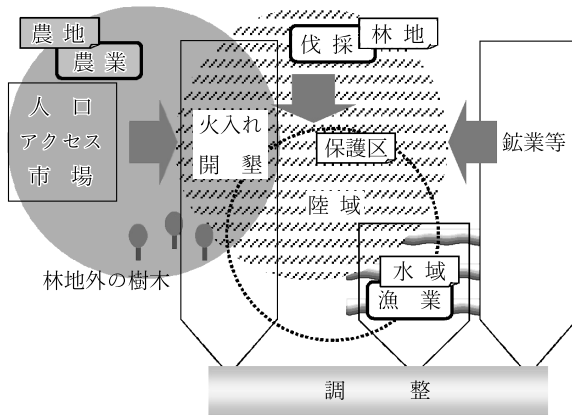 農地
農業
伐採
林地
人口
アクセス
市場
火入れ
開墾
保護区
鉱業等
陸域
林地外の樹木
水域
漁業
調整